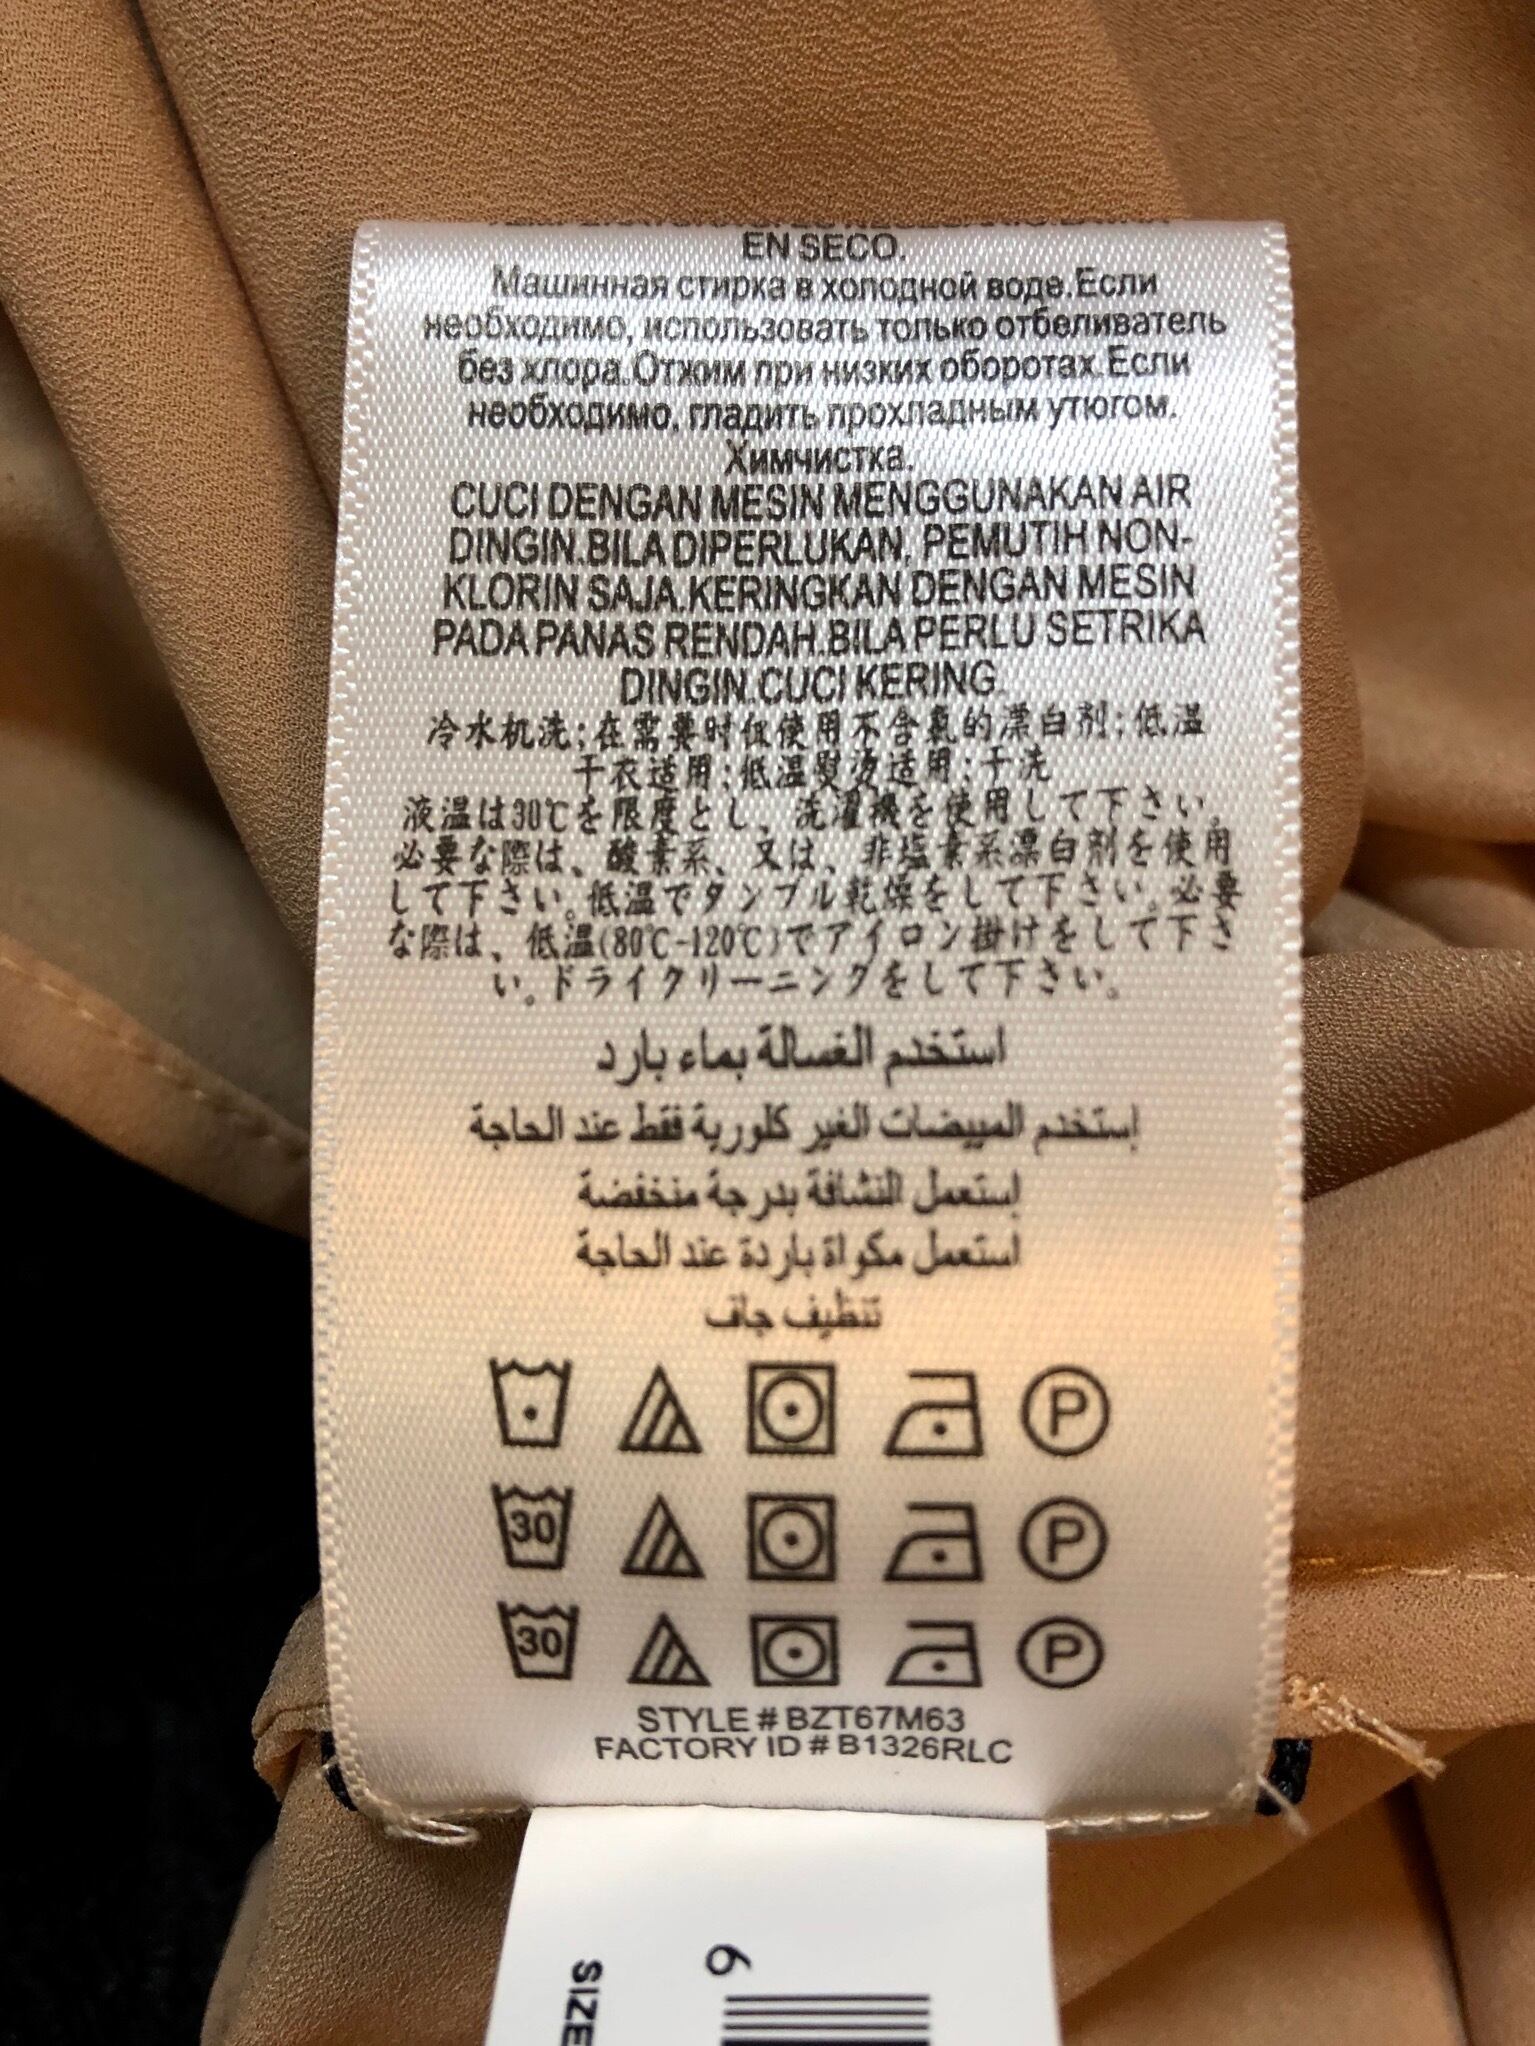 EN SECO.
Машинная стирка в холодной воде.Если
необходимо, использовать только отбеливатель
без хлора.Отжим при низких оборотах.Если
необходимо, гладить прохладным утюгом.
Химчистка.
CUCI DENGAN MESIN MENGGUNAKAN AIR
DINGIN.BILA DIPERLUKAN, PEMUTIH NON-
KLORIN SAJA.KERINGKAN DENGAN MESIN
PADA PANAS RENDAH.BILA PERLU SETRIKA
DINGIN.CUCI KERING.
冷水机洗;在需要时仅使用不含氯的漂白剂;低温
干衣适用;低温熨烫适用;干洗
液温は30℃を限度とし、洗濯機を使用して下さい。
必要な際は、酸素系、又は、非塩素系漂白剤を使用
して下さい。低温でタンブル乾燥をして下さい。必要
な際は、低温(80℃-120℃)でアイロン掛けをして下さ
い。ドライクリーニングをして下さい。
استخدم الغسالة بماء بارد
إستخدم المبيضات الغير كلورية فقط عند الحاجة
إستعمل النشافة بدرجة منخفضة
استعمل مكواة باردة عند الحاجة
تنظيف جاف
P
30 P
30 P
STYLE # BZT67M63
FACTORY ID # B1326RLC
SIZE
6